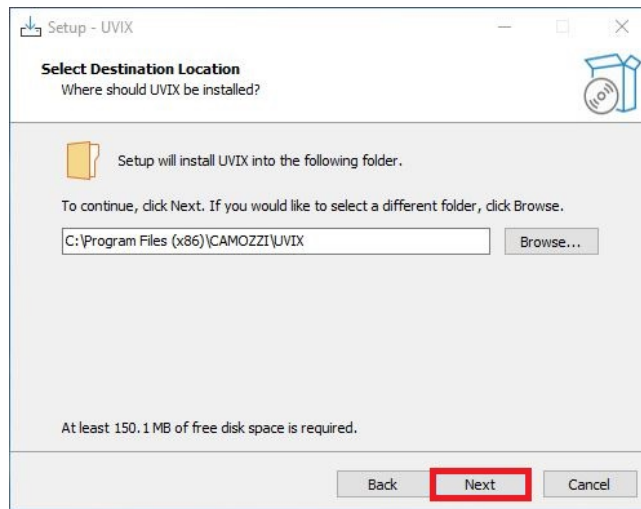 Setup - UVIX
Select Destination Location
Where should UVIX be installed?
Setup will install UVIX into the following folder.
To continue, click Next. If you would like to select a different folder, click Browse.
C:\Program Files (x86)\CAMOZZI\UVIX
Browse...
At least 150.1 MB of free disk space is required.
Back
Next
Cancel